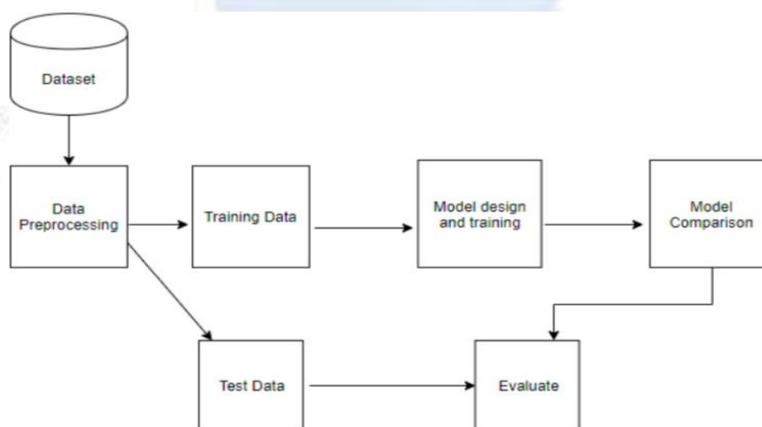 Dataset
Data
Preprocessing
Training Data
Model design
and training
Model
Comparison
Test Data
Evaluate